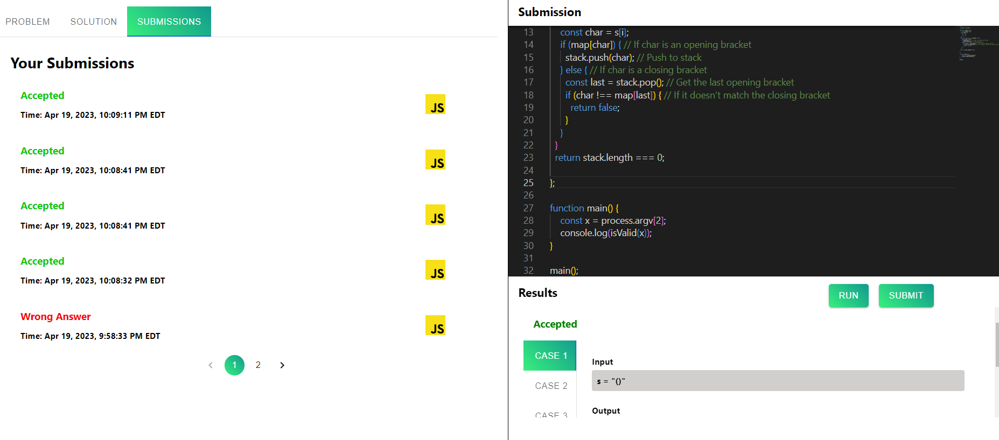 PROBLEM
SOLUTION
SUBMISSIONS
Your Submissions
Accepted
Time: Apr 19, 2023, 10:09:11 PM EDT
JS
Accepted
Time: Apr 19, 2023, 10:08:41 PM EDT
JS
Accepted
Time: Apr 19, 2023, 10:08:41 PM EDT
JS
Accepted
Time: Apr 19, 2023, 10:08:32 PM EDT
JS
Wrong Answer
Time: Apr 19, 2023, 9:58:33 PM EDT
JS
1 2
Submission
13 const char = s[i];
14 if (map[char]) { // If char is an opening bracket
15 stack.push(char); // Push to stack
16 } else { // If char is a closing bracket
17 const last = stack.pop(); // Get the last opening bracket
18 if (char !== map[last]) { // If it doesn't match the closing bracket
19 return false;
20 }
21 }
22 }
23 return stack.length === 0;
24
25 };
26
27 function main() {
28 const x = process.argv[2];
29 console.log(isValid(x));
30 }
31
32 main();
Results
RUN
SUBMIT
Accepted
CASE 1
CASE 2
CASE 3
Input
s = "()"
Output